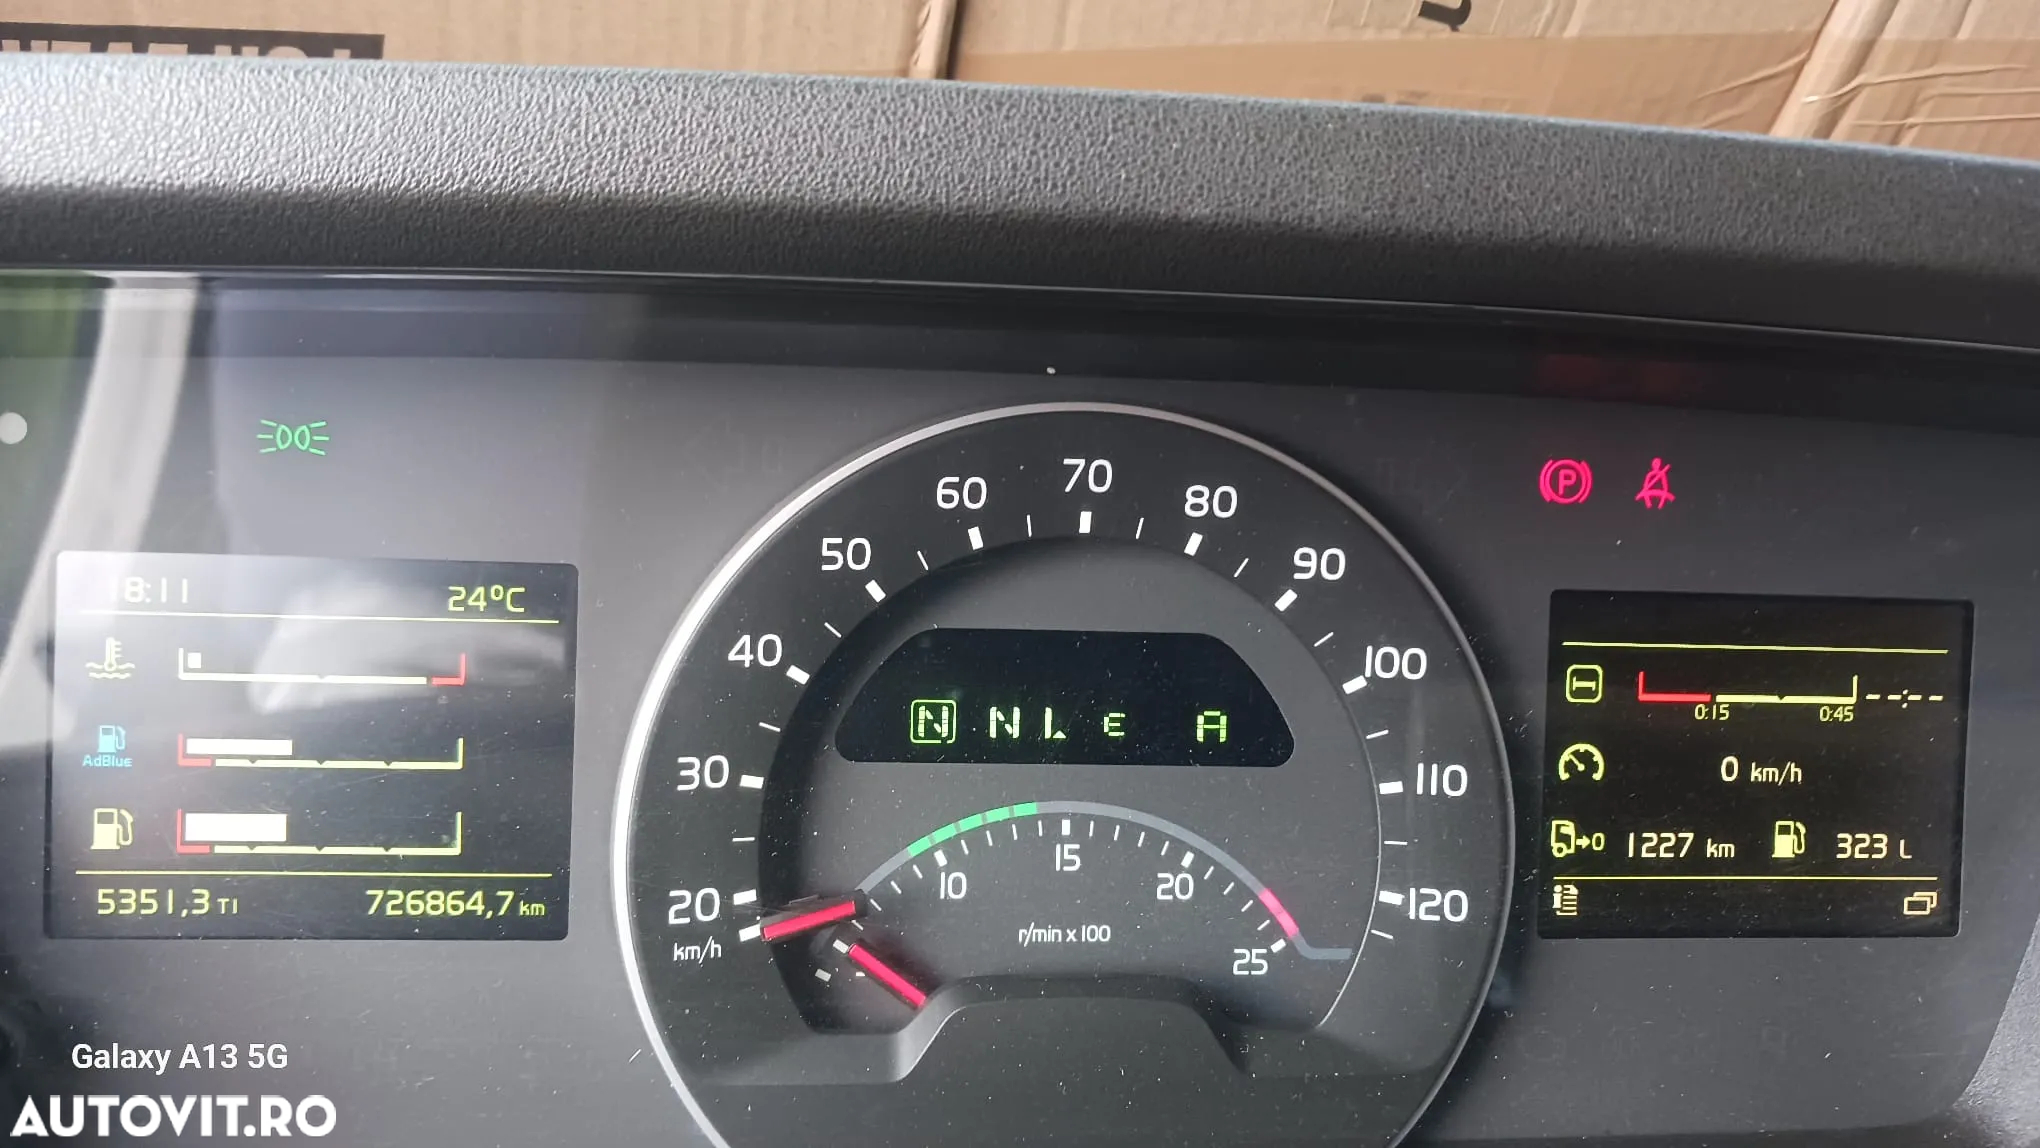 60 70 80
50 90
40 100
30 110
20 120
km/h
8:11 24°C
AdBlue
5351,3 TI 726864,7 km
N N L E A
10 15 20 25
r/min x 100
0:15 0:45 --:--
0 km/h
→0 1227 km 323 L
P
Galaxy A13 5G
AUTOVIT.RO